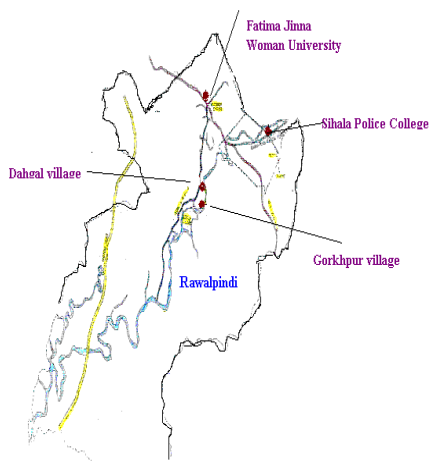 Fatima Jinna
Woman University
Sihala Police College
Dahgal village
Gorkhpur village
Rawalpindi